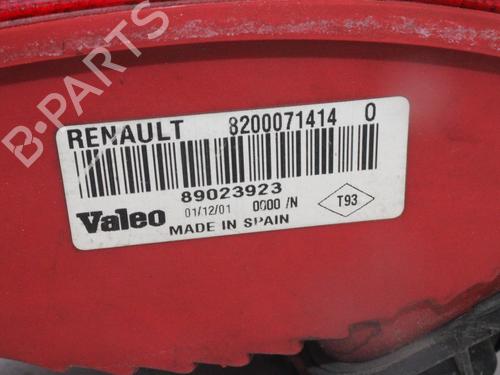 B-PARTS
RENAULT 8200071414 0
89023923
Valeo 01/12/01 0000 /N T93
MADE IN SPAIN